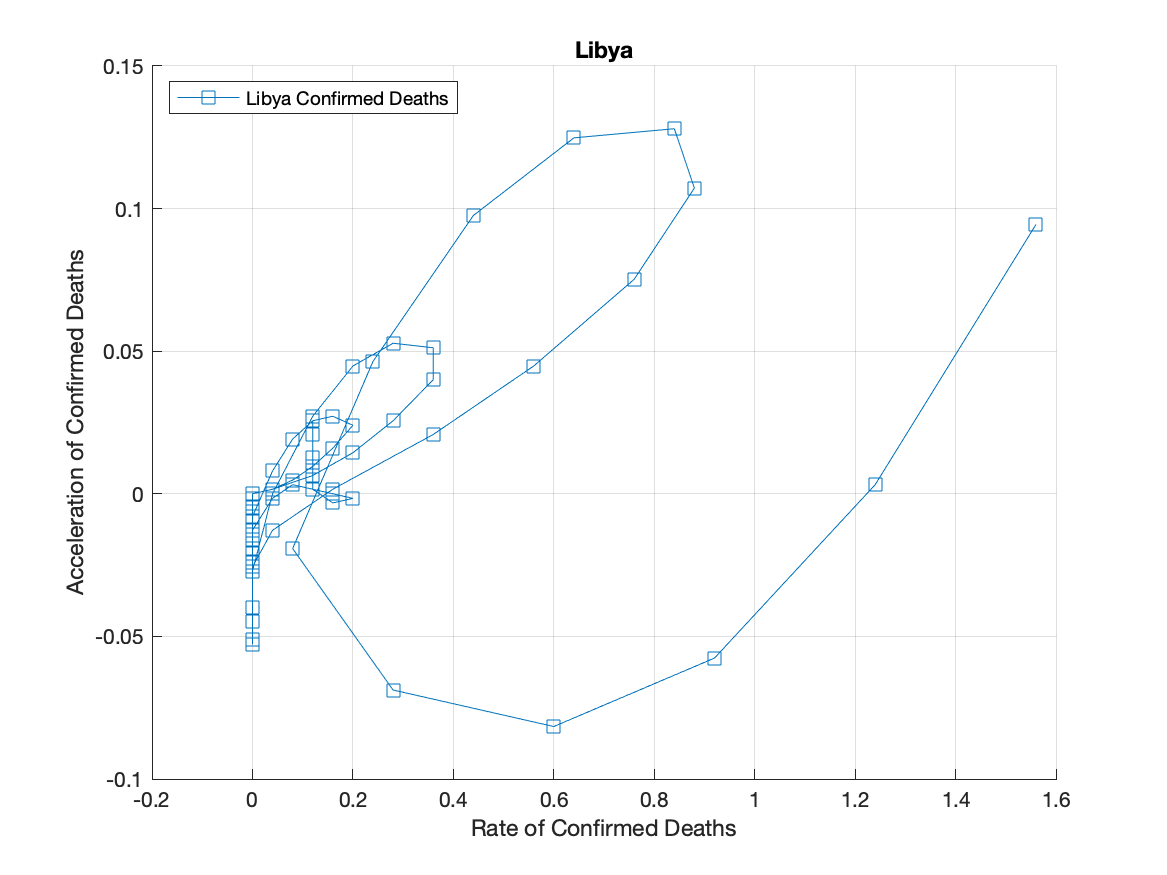 Libya
Libya Confirmed Deaths
0.15
0.1
0.05
0
-0.05
-0.1
Acceleration of Confirmed Deaths
-0.2 0 0.2 0.4 0.6 0.8 1 1.2 1.4 1.6
Rate of Confirmed Deaths